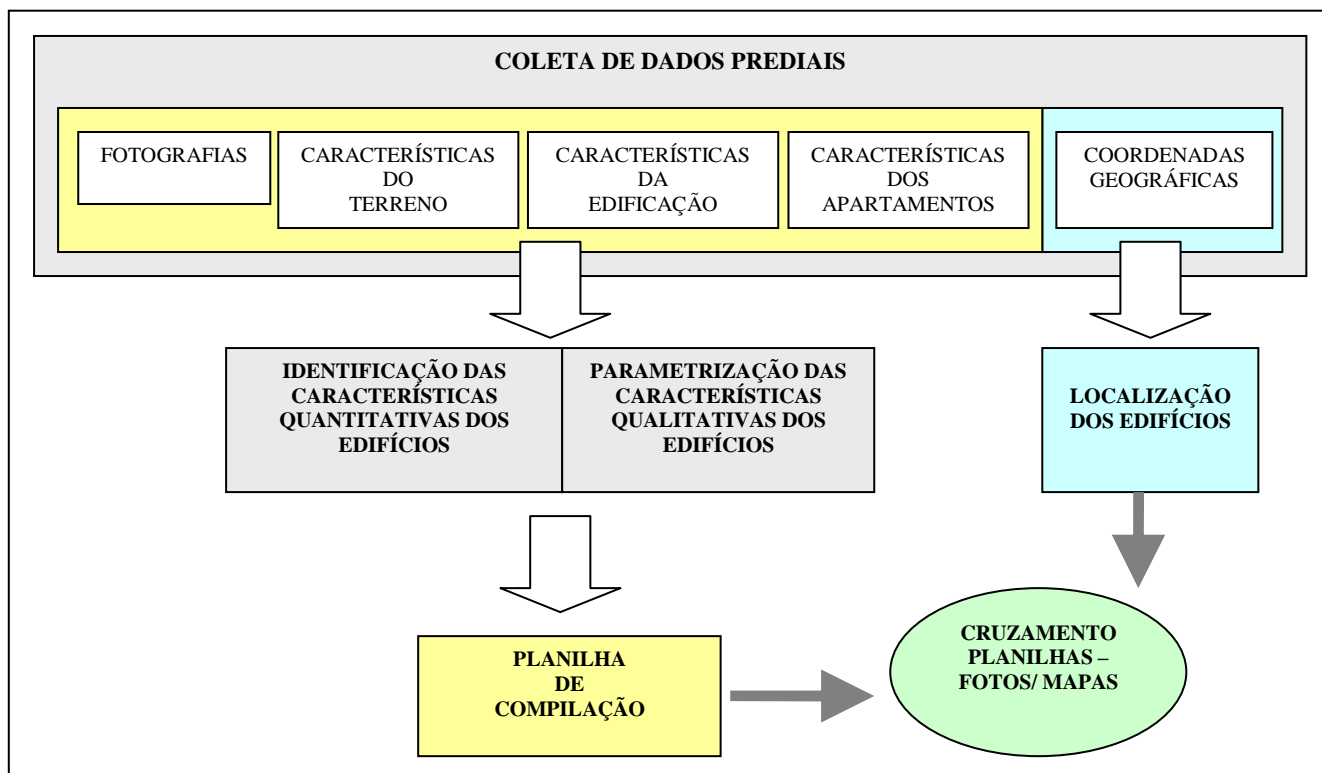 COLETA DE DADOS PREDIAIS
FOTOGRAFIAS
CARACTERÍSTICAS
DO
TERRENO
CARACTERÍSTICAS
DA
EDIFICAÇÃO
CARACTERÍSTICAS
DOS
APARTAMENTOS
COORDENADAS
GEOGRÁFICAS
IDENTIFICAÇÃO DAS
CARACTERÍSTICAS
QUANTITATIVAS DOS
EDIFÍCIOS
PARAMETRIZAÇÃO DAS
CARACTERÍSTICAS
QUALITATIVAS DOS
EDIFÍCIOS
LOCALIZAÇÃO
DOS EDIFÍCIOS
PLANILHA
DE
COMPILAÇÃO
CRUZAMENTO
PLANILHAS –
FOTOS/ MAPAS